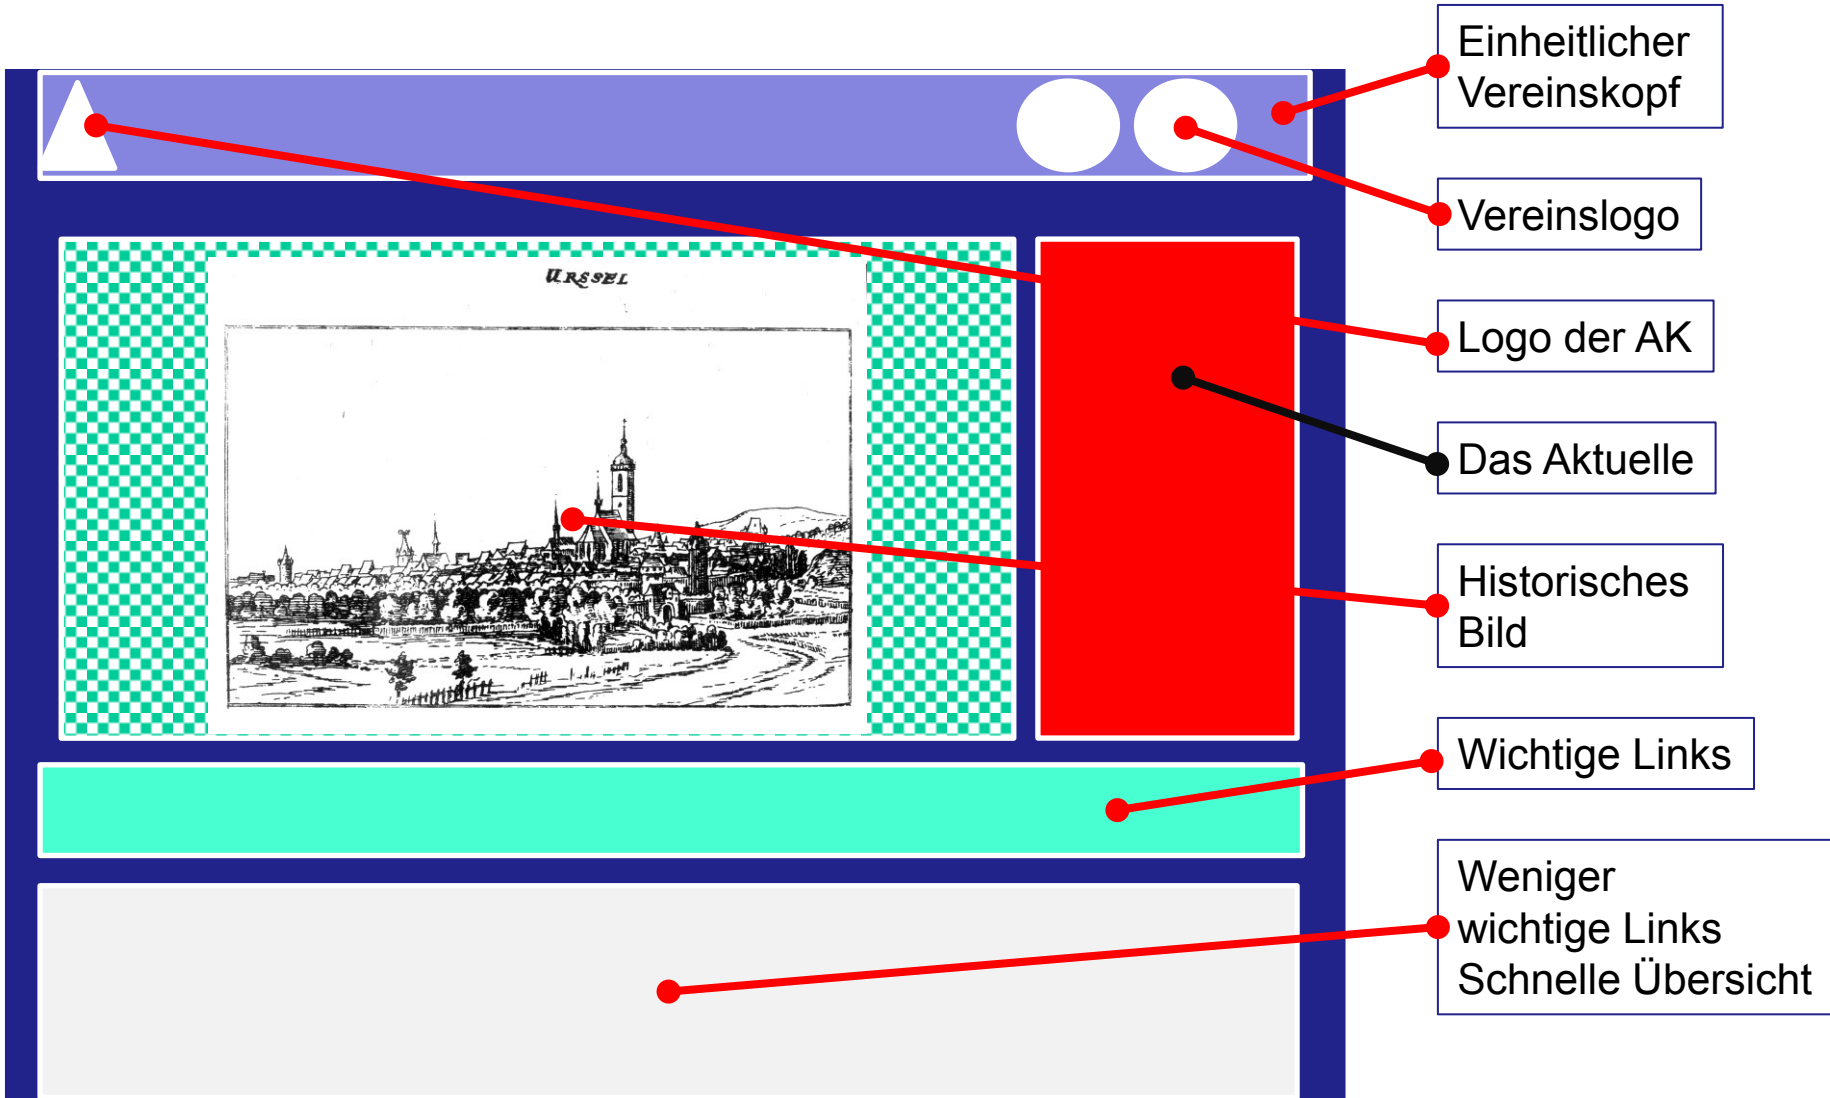 Einheitlicher
Vereinskopf
Vereinslogo
URSSEL
Logo der AK
Das Aktuelle
Historisches
Bild
Wichtige Links
Weniger
wichtige Links
Schnelle Übersicht